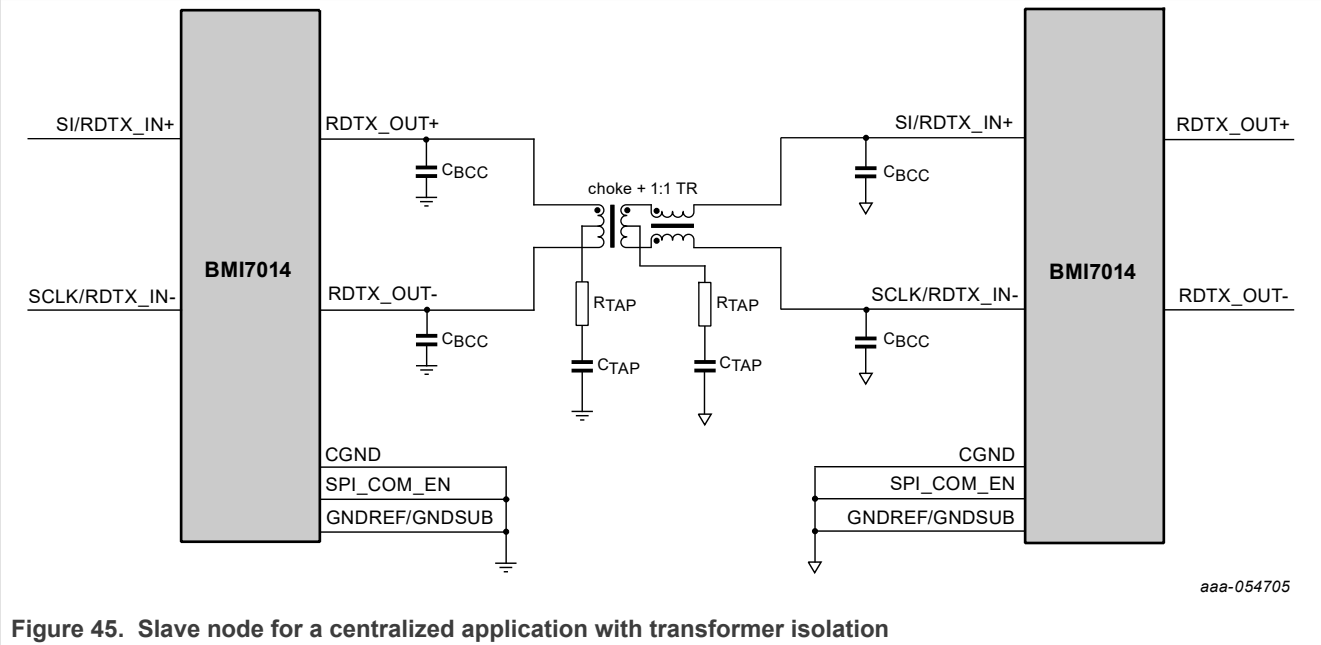 SI/RDTX_IN+
RDTX_OUT+
SI/RDTX_IN+
RDTX_OUT+
CBCC
CBCC
choke + 1:1 TR
BMI7014
BMI7014
SCLK/RDTX_IN-
RDTX_OUT-
RTAP
RTAP
SCLK/RDTX_IN-
RDTX_OUT-
CBCC
CBCC
CTAP
CTAP
CGND
CGND
SPI_COM_EN
SPI_COM_EN
GNDREF/GNDSUB
GNDREF/GNDSUB
aaa-054705
Figure 45. Slave node for a centralized application with transformer isolation